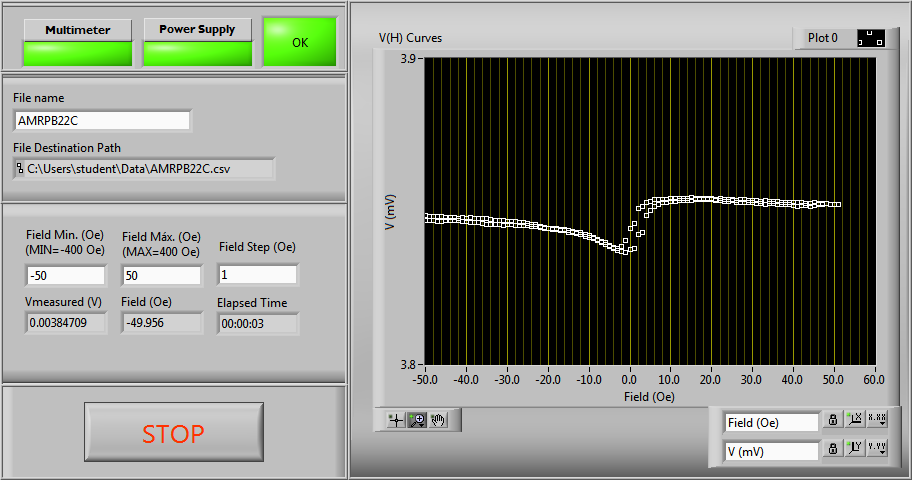 Multimeter
Power Supply
OK
File name
AMRPB22C
File Destination Path
C:\Users\student\Data\AMRPB22C.csv
Field Min. (Oe)
(MIN=-400 Oe)
Field Máx. (Oe)
(MAX=400 Oe)
Field Step (Oe)
-50
50
1
Vmeasured (V)
Field (Oe)
Elapsed Time
0.00384709
-49.956
00:00:03
STOP
V(H) Curves
Plot 0
3.9
V (mV)
3.8
-50.0 -40.0 -30.0 -20.0 -10.0 0.0 10.0 20.0 30.0 40.0 50.0 60.0
Field (Oe)
Field (Oe)
X
X.XX
V (mV)
Y
Y.YY